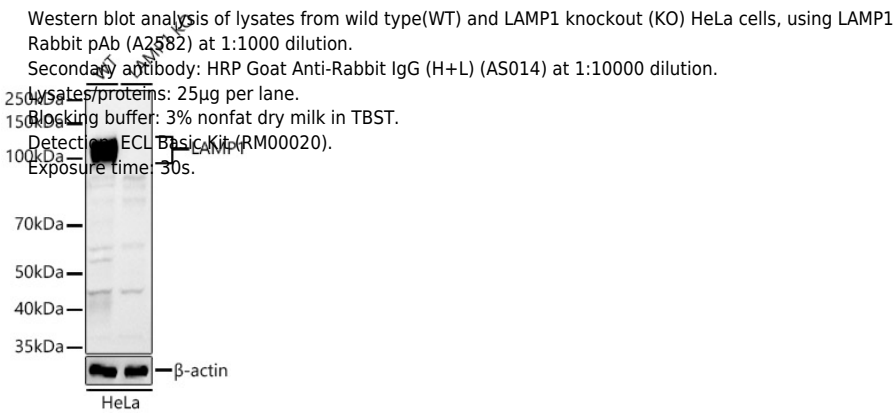 Western blot analysis of lysates from wild type(WT) and LAMP1 knockout (KO) HeLa cells, using LAMP1
Rabbit pAb (A2582) at 1:1000 dilution.
Secondary antibody: HRP Goat Anti-Rabbit IgG (H+L) (AS014) at 1:10000 dilution.
Lysates/proteins: 25μg per lane.
Blocking buffer: 3% nonfat dry milk in TBST.
Detection: ECL Basic Kit (RM00020).
Exposure time: 30s.
WT
LAMP1 KO
250kDa
150kDa
100kDa
LAMP1
70kDa
50kDa
40kDa
35kDa
β-actin
HeLa